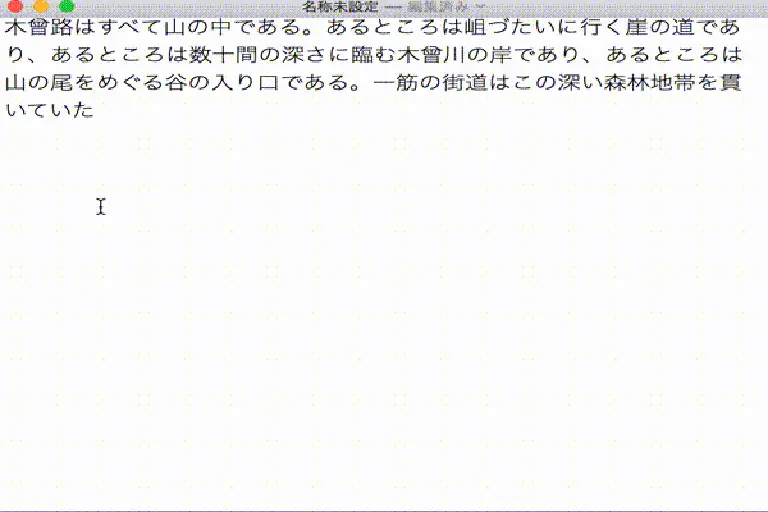 名称未設定 — 編集済み
木曾路はすべて山の中である。あるところは岨づたいに行く崖の道であ
り、あるところは数十間の深さに臨む木曾川の岸であり、あるところは
山の尾をめぐる谷の入り口である。一筋の街道はこの深い森林地帯を貫
いていた